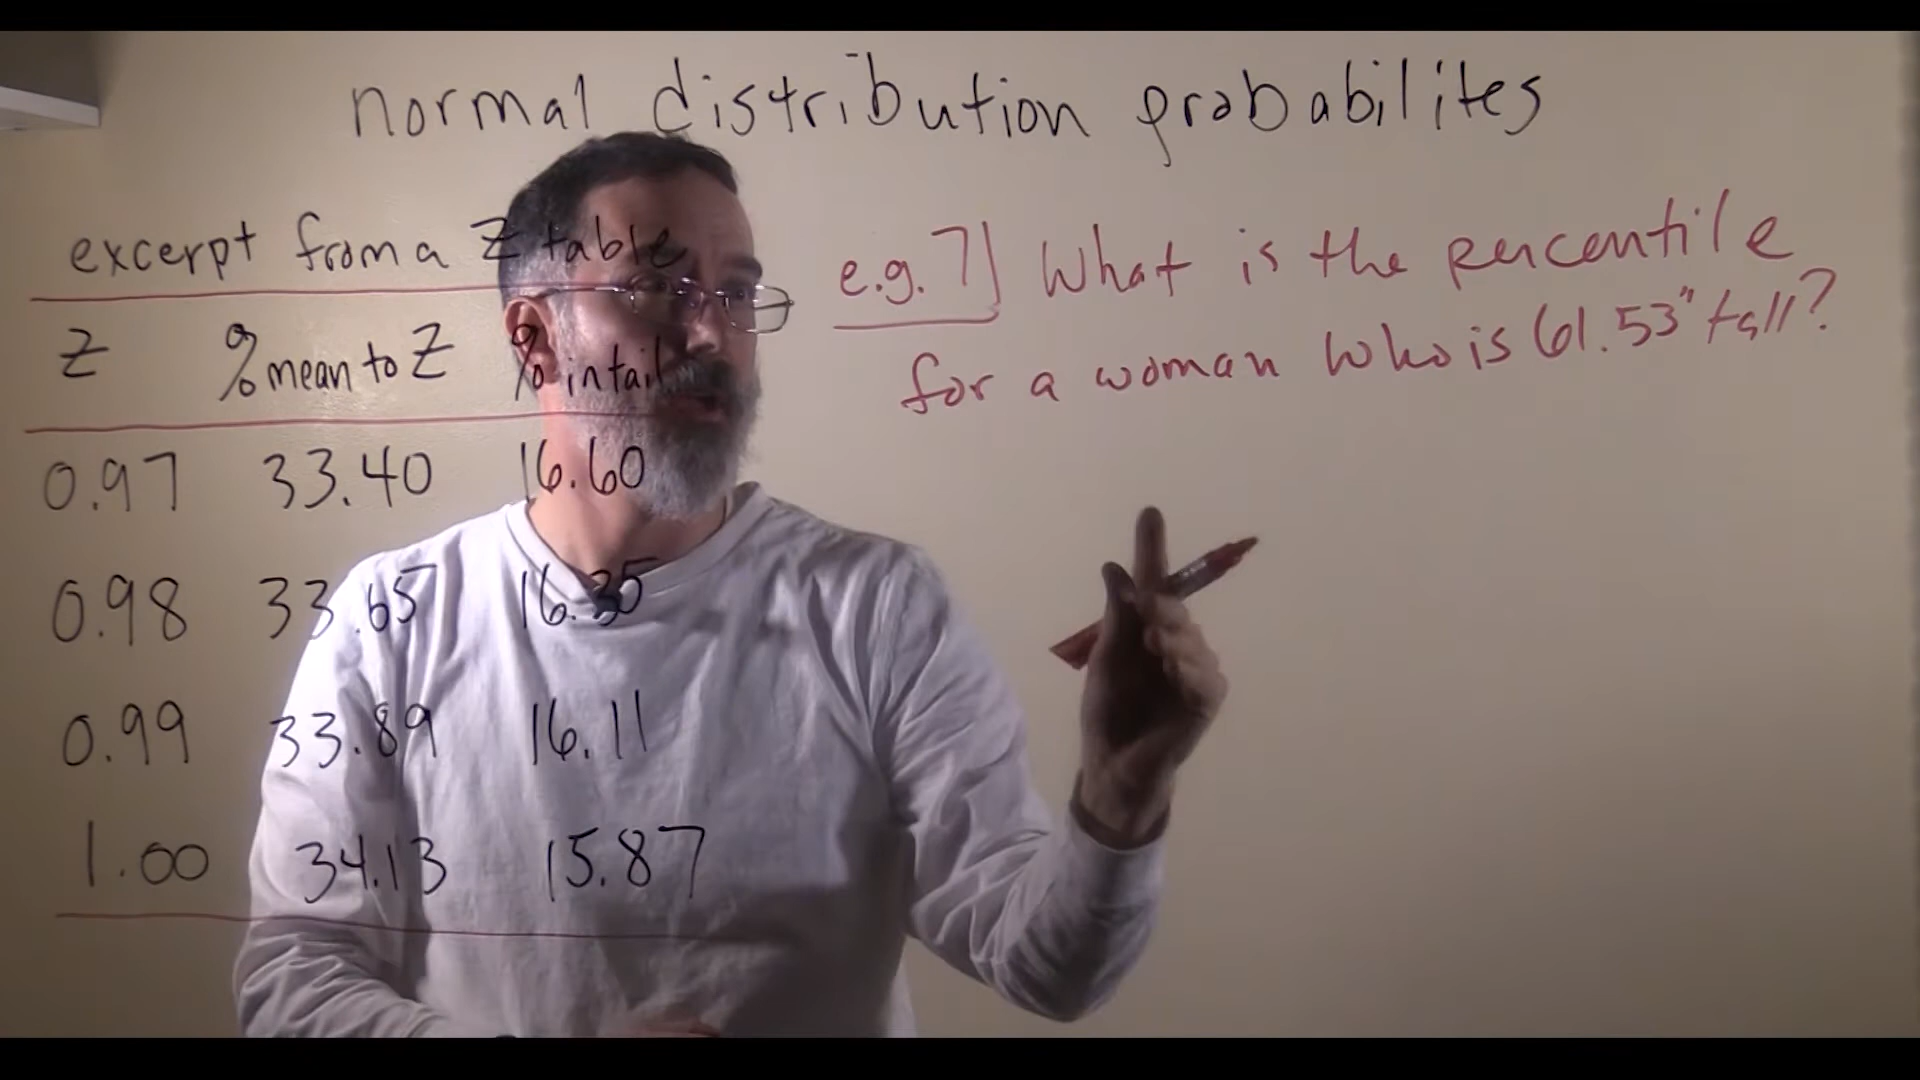 normal distribution probabilites
excerpt from a Z table
Z % mean to Z % in tail
0.97 33.40 16.60
0.98 33.65 16.35
0.99 33.89 16.11
1.00 34.13 15.87
e.g. 7] What is the percentile
for a woman who is 61.53" tall?